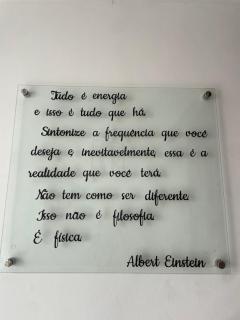 Tudo é energia
e isso é tudo que há.
Sintonize a frequência que você
deseja e, inevitavelmente, essa é a
realidade que você terá.
Não tem como ser diferente.
Isso não é filosofia.
É física.
Albert Einstein